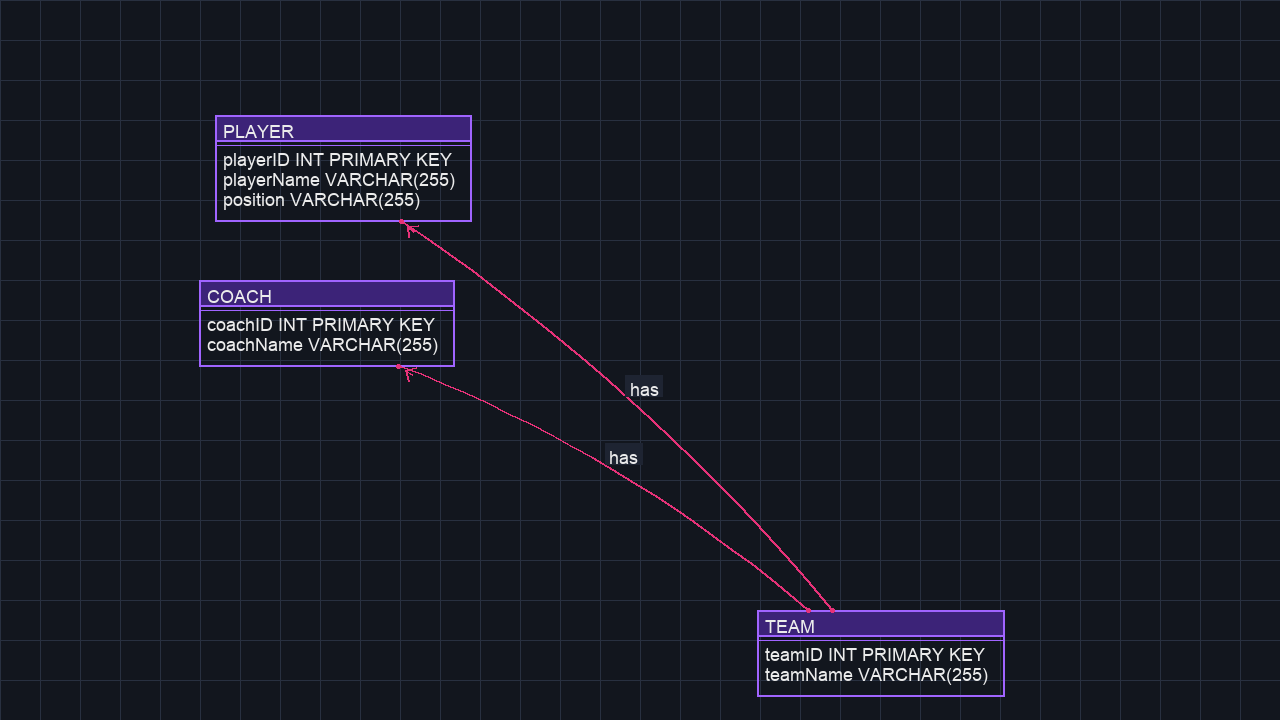 PLAYER
playerID INT PRIMARY KEY
playerName VARCHAR(255)
position VARCHAR(255)
COACH
coachID INT PRIMARY KEY
coachName VARCHAR(255)
has
has
TEAM
teamID INT PRIMARY KEY
teamName VARCHAR(255)